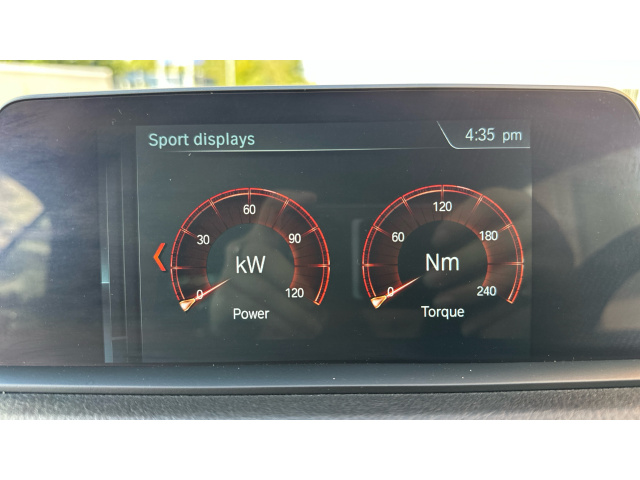 Sport displays 4:35 pm
60 120
30 90 60 180
kW Nm
0 120 0 240
Power Torque